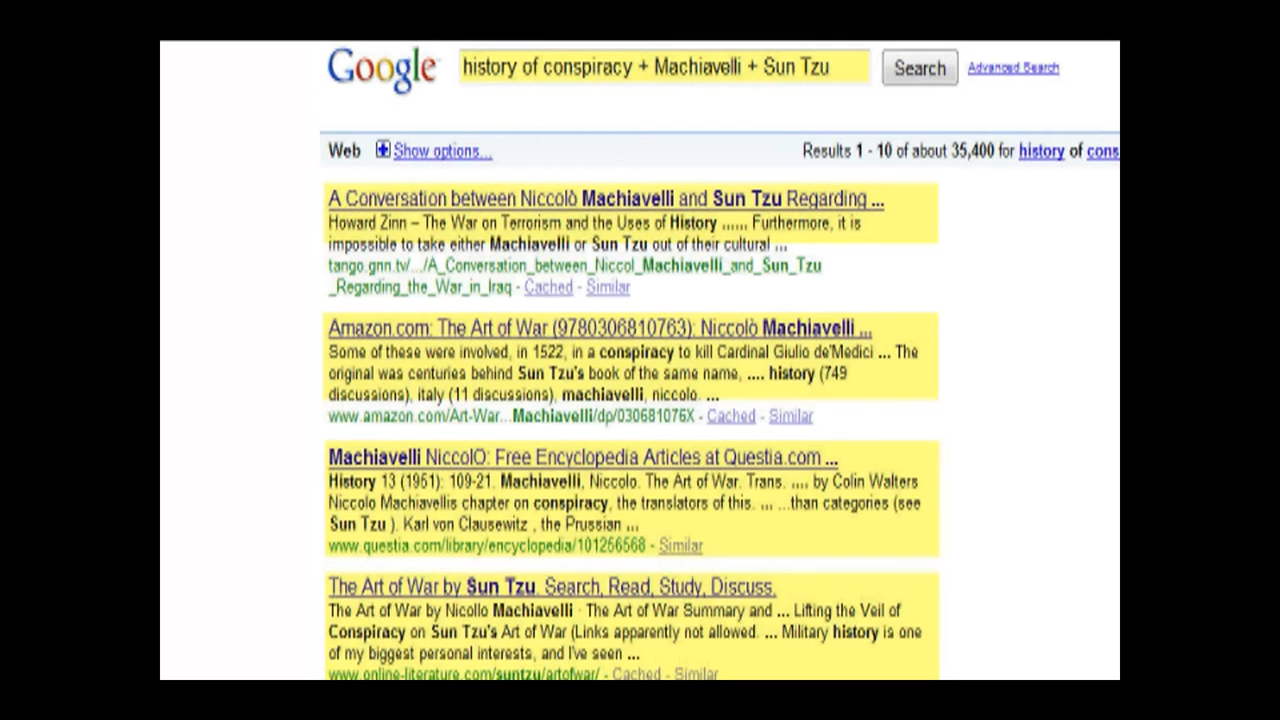 Google history of conspiracy + Machiavelli + Sun Tzu Search Advanced Search
Web Show options... Results 1 - 10 of about 35,400 for history of cons
A Conversation between Niccolò Machiavelli and Sun Tzu Regarding ...
Howard Zinn – The War on Terrorism and the Uses of History ...... Furthermore, it is
impossible to take either Machiavelli or Sun Tzu out of their cultural ...
tango.gnn.tv/.../A_Conversation_between_Niccol_Machiavelli_and_Sun_Tzu
_Regarding_the_War_in_Iraq - Cached - Similar
Amazon.com: The Art of War (9780306810763): Niccolò Machiavelli ...
Some of these were involved, in 1522, in a conspiracy to kill Cardinal Giulio de'Medici ... The
original was centuries behind Sun Tzu's book of the same name, .... history (749
discussions), italy (11 discussions), machiavelli, niccolo. ...
www.amazon.com/Art-War...Machiavelli/dp/030681076X - Cached - Similar
Machiavelli NiccolO: Free Encyclopedia Articles at Questia.com ...
History 13 (1951): 109-21. Machiavelli, Niccolo. The Art of War. Trans. .... by Colin Walters
Niccolo Machiavellis chapter on conspiracy, the translators of this. ... ...than categories (see
Sun Tzu ). Karl von Clausewitz , the Prussian ...
www.questia.com/library/encyclopedia/101256568 - Similar
The Art of War by Sun Tzu. Search, Read, Study, Discuss.
The Art of War by Nicollo Machiavelli · The Art of War Summary and ... Lifting the Veil of
Conspiracy on Sun Tzu's Art of War (Links apparently not allowed. ... Military history is one
of my biggest personal interests, and I've seen ...
www.online-literature.com/suntzu/artofwar/ - Cached - Similar